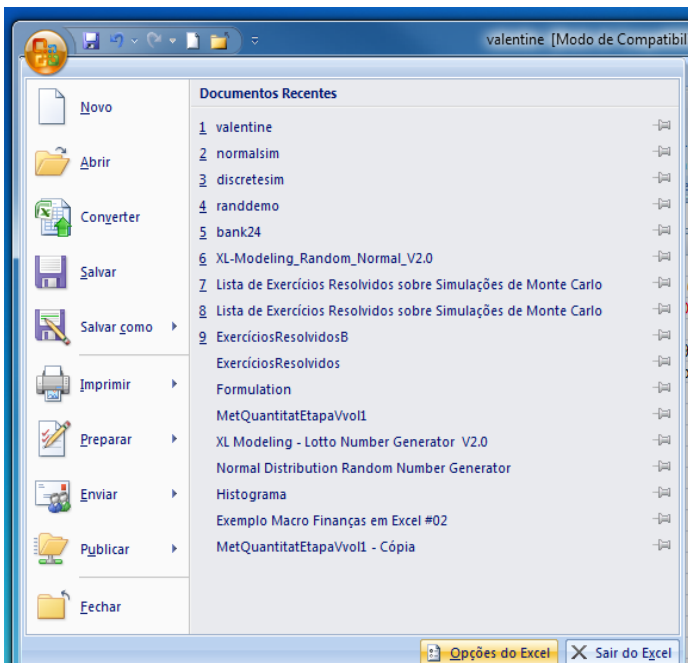 valentine [Modo de Compatibil
Novo
Abrir
Converter
Salvar
Salvar como
Imprimir
Preparar
Enviar
Publicar
Fechar
Documentos Recentes
1 valentine
2 normalsim
3 discretesim
4 randdemo
5 bank24
6 XL-Modeling_Random_Normal_V2.0
7 Lista de Exercícios Resolvidos sobre Simulações de Monte Carlo
8 Lista de Exercícios Resolvidos sobre Simulações de Monte Carlo
9 ExercíciosResolvidosB
ExercíciosResolvidos
Formulation
MetQuantitatEtapaVvol1
XL Modeling - Lotto Number Generator V2.0
Normal Distribution Random Number Generator
Histograma
Exemplo Macro Finanças em Excel #02
MetQuantitatEtapaVvol1 - Cópia
Opções do Excel
Sair do Excel